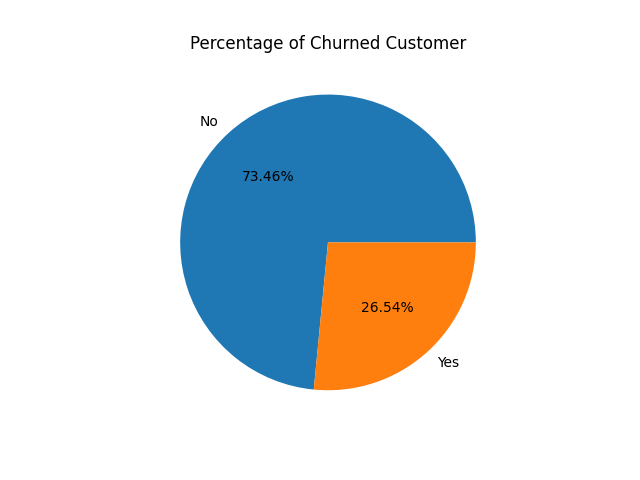 Percentage of Churned Customer
No
73.46%
26.54%
Yes